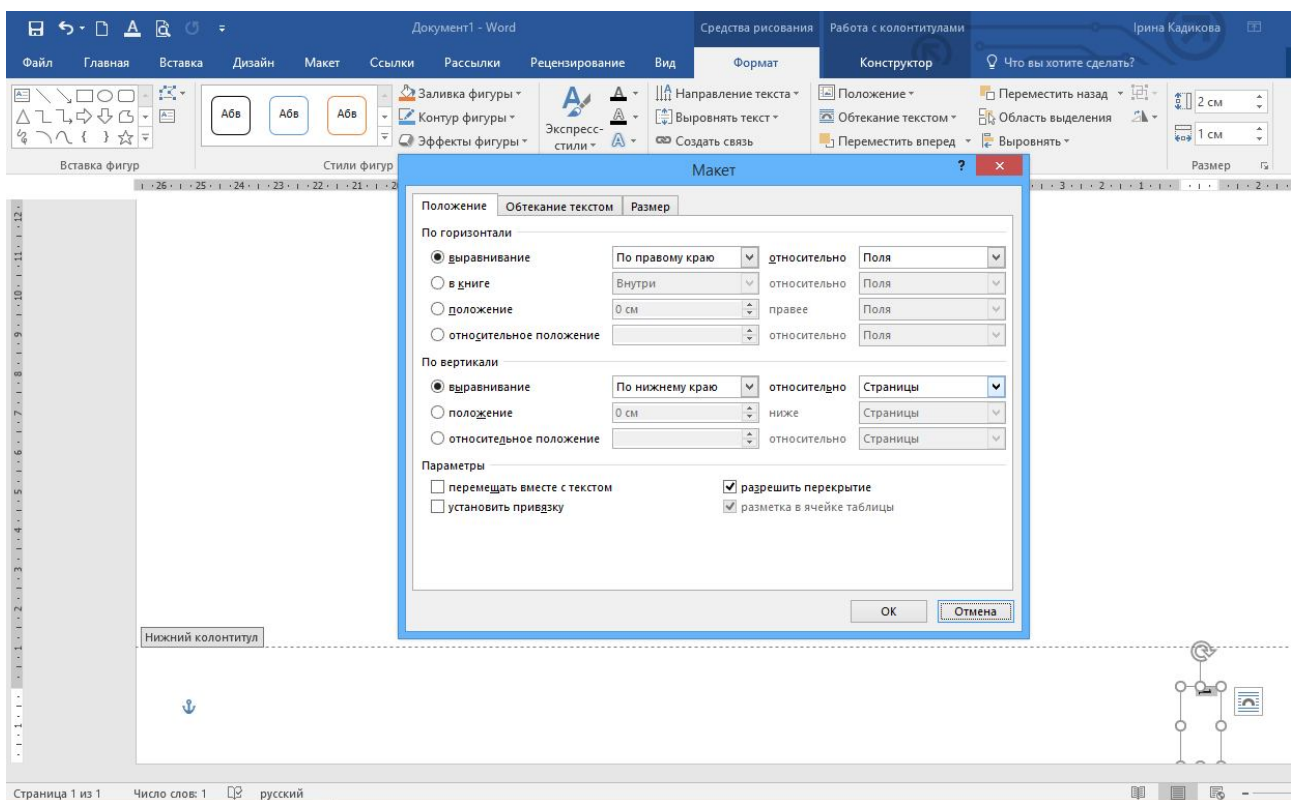 Документ1 - Word
Средства рисования
Работа с колонтитулами
Ірина Кадикова
Файл Главная Вставка Дизайн Макет Ссылки Рассылки Рецензирование Вид Формат Конструктор Что вы хотите сделать?
Абв Абв Абв
Заливка фигуры
Контур фигуры
Эффекты фигуры
Экспресс-
стили
Направление текста
Выровнять текст
Создать связь
Положение
Обтекание текстом
Переместить вперед
Переместить назад
Область выделения
Выровнять
2 см
1 см
Вставка фигур
Стили фигур
Размер
Макет
Положение Обтекание текстом Размер
По горизонтали
выравнивание По правому краю относительно Поля
в книге Внутри относительно Поля
положение 0 см правее Поля
относительное положение относительно Поля
По вертикали
выравнивание По нижнему краю относительно Страницы
положение 0 см ниже Страницы
относительное положение относительно Страницы
Параметры
перемещать вместе с текстом разрешить перекрытие
установить привязку разметка в ячейке таблицы
ОК Отмена
Нижний колонтитул
Страница 1 из 1 Число слов: 1 русский